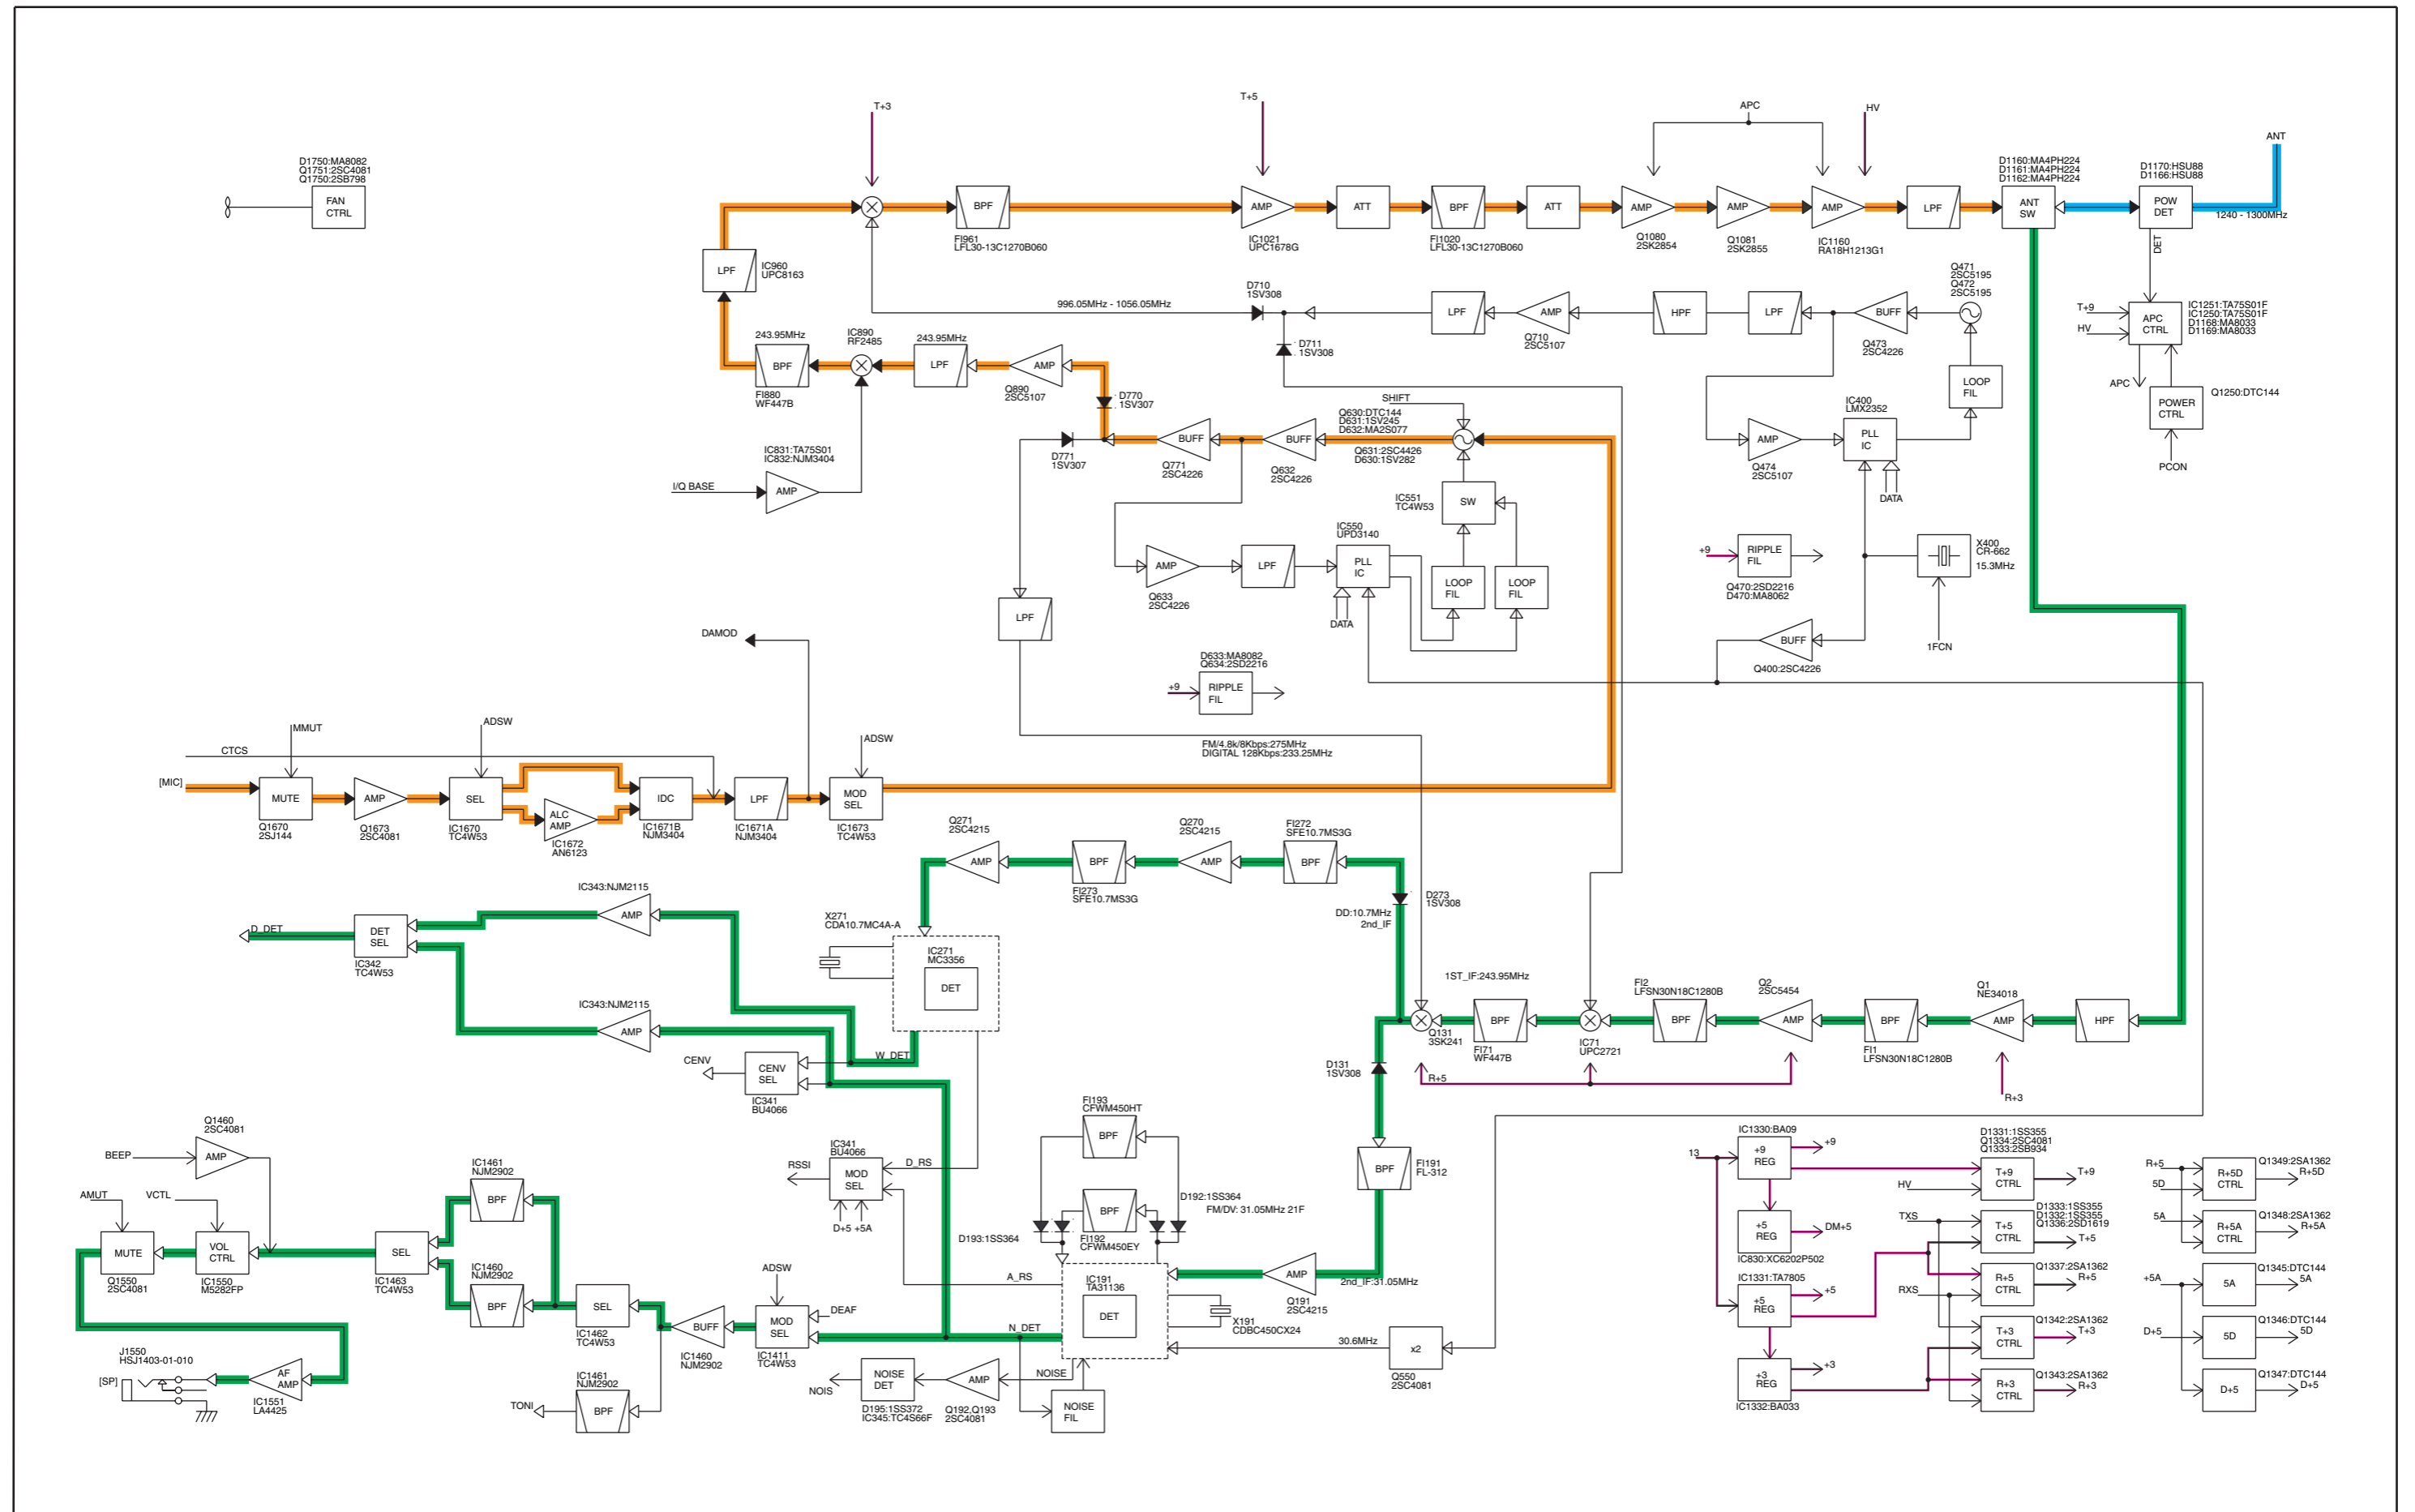 T+3
T+5
APC
HV
ANT
D1750:MA8082
Q1751:2SC4081
Q1750:2SB798
FAN
CTRL
BPF
FI961
LFL30-13C1270B060
AMP
IC1021
UPC1678G
ATT
BPF
FI1020
LFL30-13C1270B060
ATT
AMP
Q1080
2SK2854
AMP
Q1081
2SK2855
AMP
IC1160
RA18H1213G1
LPF
D1160:MA4PH224
D1161:MA4PH224
D1162:MA4PH224
ANT
SW
D1170:HSU88
D1166:HSU88
POW
DET
1240 - 1300MHz
DET
LPF
IC960
UPC8163
996.05MHz - 1056.05MHz
D710
1SV308
D711
1SV308
LPF
AMP
Q710
2SC5107
HPF
LPF
BUFF
Q473
2SC4226
Q471
2SC5195
Q472
2SC5195
T+9
HV
APC
CTRL
IC1251:TA75S01F
IC1250:TA75S01F
D1168:MA8033
D1169:MA8033
APC
POWER
CTRL
Q1250:DTC144
PCON
243.95MHz
BPF
FI880
WF447B
IC890
RF2485
243.95MHz
LPF
AMP
Q890
2SC5107
D770
1SV307
D771
1SV307
BUFF
Q771
2SC4226
BUFF
Q632
2SC4226
SHIFT
Q630:DTC144
D631:1SV245
D632:MA2S077
Q631:2SC4426
D630:1SV282
IC831:TA75S01
IC832:NJM3404
I/Q BASE
AMP
LOOP
FIL
IC400
LMX2352
PLL
IC
AMP
Q474
2SC5107
DATA
IC551
TC4W53
SW
IC550
UPD3140
PLL
IC
AMP
Q633
2SC4226
LPF
DATA
LOOP
FIL
LOOP
FIL
+9
RIPPLE
FIL
Q470:2SD2216
D470:MA8062
X400
CR-662
15.3MHz
1FCN
BUFF
Q400:2SC4226
LPF
DAMOD
D633:MA8082
Q634:2SD2216
+9
RIPPLE
FIL
FM/4.8k/8Kbps:275MHz
DIGITAL 128Kbps:233.25MHz
MMUT
ADSW
ADSW
CTCS
[MIC]
MUTE
Q1670
2SJ144
AMP
Q1673
2SC4081
SEL
IC1670
TC4W53
ALC
AMP
IC1672
AN6123
IDC
IC1671B
NJM3404
LPF
IC1671A
NJM3404
MOD
SEL
IC1673
TC4W53
Q271
2SC4215
AMP
BPF
FI273
SFE10.7MS3G
Q270
2SC4215
AMP
FI272
SFE10.7MS3G
BPF
D273
1SV308
DD:10.7MHz
2nd_IF
X271
CDA10.7MC4A-A
IC271
MC3356
DET
IC343:NJM2115
AMP
D_DET
DET
SEL
IC342
TC4W53
IC343:NJM2115
AMP
W_DET
CENV
CENV
SEL
IC341
BU4066
Q131
3SK241
1ST_IF:243.95MHz
BPF
FI71
WF447B
IC71
UPC2721
FI2
LFSN30N18C1280B
BPF
Q2
2SC5454
AMP
BPF
FI1
LFSN30N18C1280B
Q1
NE34018
AMP
HPF
R+5
R+3
D131
1SV308
FI193
CFWM450HT
BPF
BPF
FI192
CFWM450EY
D193:1SS364
D192:1SS364
FM/DV: 31.05MHz 21F
BPF
FI191
FL-312
Q1460
2SC4081
BEEP
AMP
AMUT
VCTL
MUTE
Q1550
2SC4081
VOL
CTRL
IC1550
M5282FP
SEL
IC1463
TC4W53
IC1461
NJM2902
BPF
IC1460
NJM2902
BPF
SEL
IC1462
TC4W53
BUFF
IC1460
NJM2902
ADSW
MOD
SEL
IC1411
TC4W53
DEAF
IC341
BU4066
MOD
SEL
RSSI
D_RS
D+5 +5A
A_RS
N_DET
IC191
TA31136
DET
X191
CDBC450CX24
AMP
Q191
2SC4215
2nd_IF:31.05MHz
30.6MHz
x2
Q550
2SC4081
J1550
HSJ1403-01-010
[SP]
AF
AMP
IC1551
LA4425
IC1461
NJM2902
TONI
BPF
NOIS
NOISE
DET
D195:1SS372
IC345:TC4S66F
AMP
Q192,Q193
2SC4081
NOISE
NOISE
FIL
13
IC1330:BA09
+9
REG
+9
+5
REG
DM+5
IC830:XC6202P502
IC1331:TA7805
+5
REG
+5
+3
REG
+3
IC1332:BA033
D1331:1SS355
Q1334:2SC4081
Q1333:2SB934
T+9
CTRL
T+9
HV
TXS
D1333:1SS355
D1332:1SS355
Q1336:2SD1619
T+5
CTRL
T+5
Q1337:2SA1362
R+5
CTRL
R+5
RXS
Q1342:2SA1362
T+3
CTRL
T+3
Q1343:2SA1362
R+3
CTRL
R+3
R+5
5D
R+5D
CTRL
Q1349:2SA1362
R+5D
5A
R+5A
CTRL
Q1348:2SA1362
R+5A
+5A
5A
Q1345:DTC144
5A
D+5
5D
Q1346:DTC144
5D
D+5
Q1347:DTC144
D+5